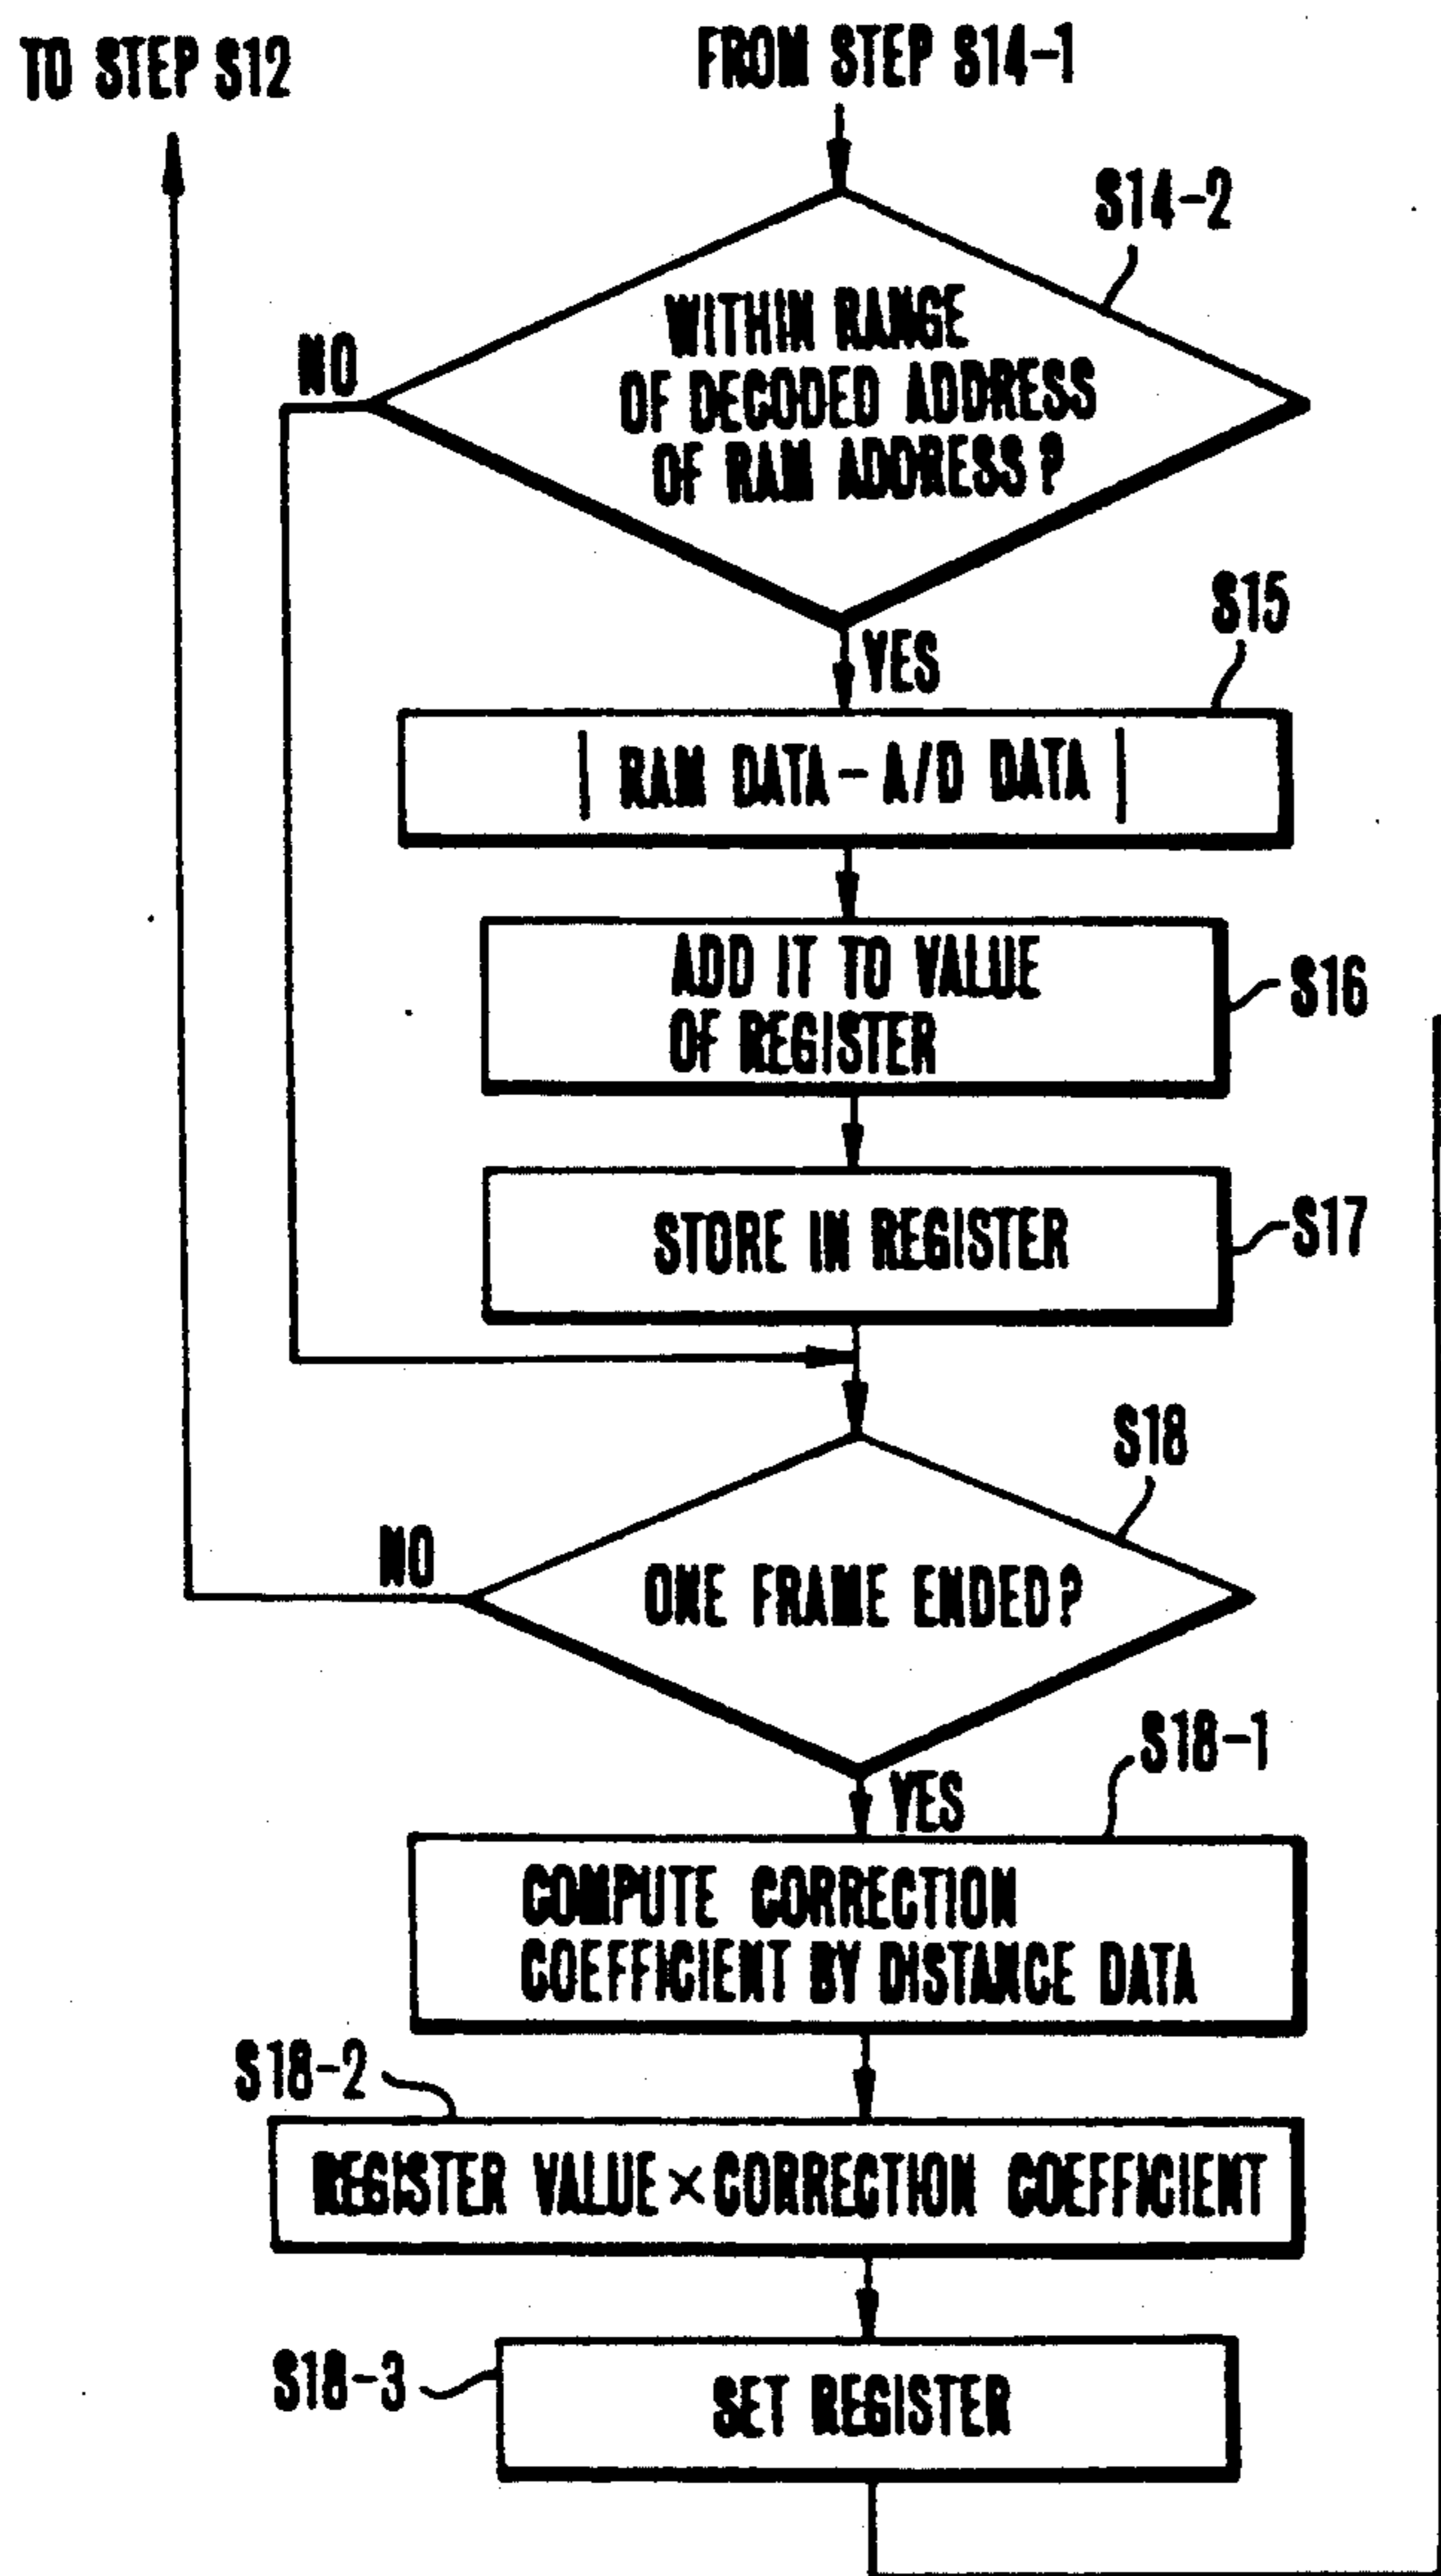 TO STEP S12
FROM STEP S14-1
S14-2
WITHIN RANGE
OF DECODED ADDRESS
OF RAM ADDRESS?
NO
YES
S15
| RAM DATA - A/D DATA |
ADD IT TO VALUE
OF REGISTER
S16
STORE IN REGISTER
S17
S18
NO
ONE FRAME ENDED?
YES
S18-1
COMPUTE CORRECTION
COEFFICIENT BY DISTANCE DATA
S18-2
REGISTER VALUE × CORRECTION COEFFICIENT
S18-3
SET REGISTER